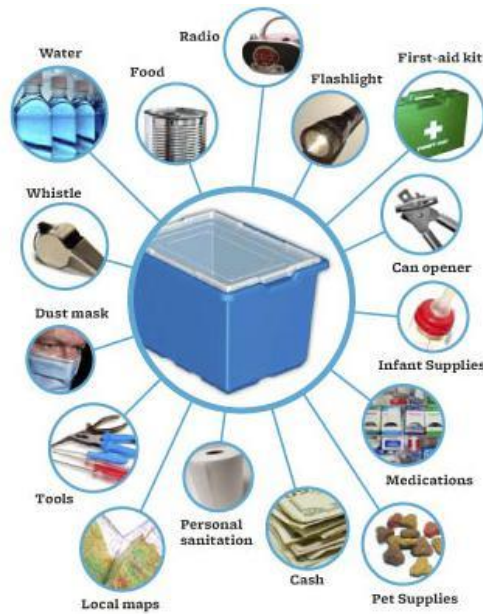 Radio
Water
Food
Flashlight
First-aid kit
Whistle
Can opener
Dust mask
Infant Supplies
Tools
Personal
sanitation
Medications
Local maps
Cash
Pet Supplies